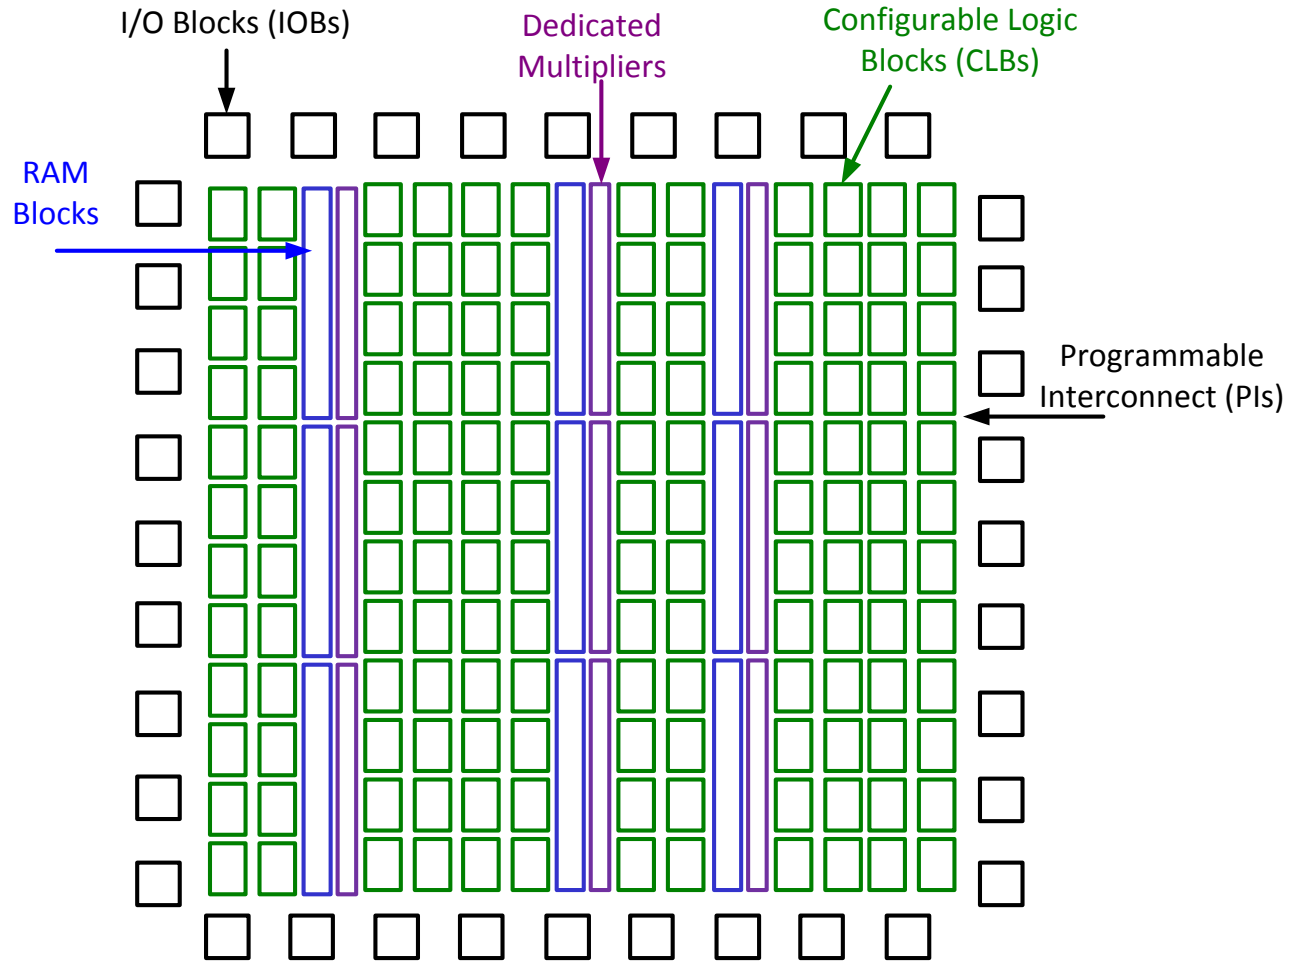 I/O Blocks (IOBs)
Dedicated
Multipliers
Configurable Logic
Blocks (CLBs)
RAM
Blocks
Programmable
Interconnect (PIs)